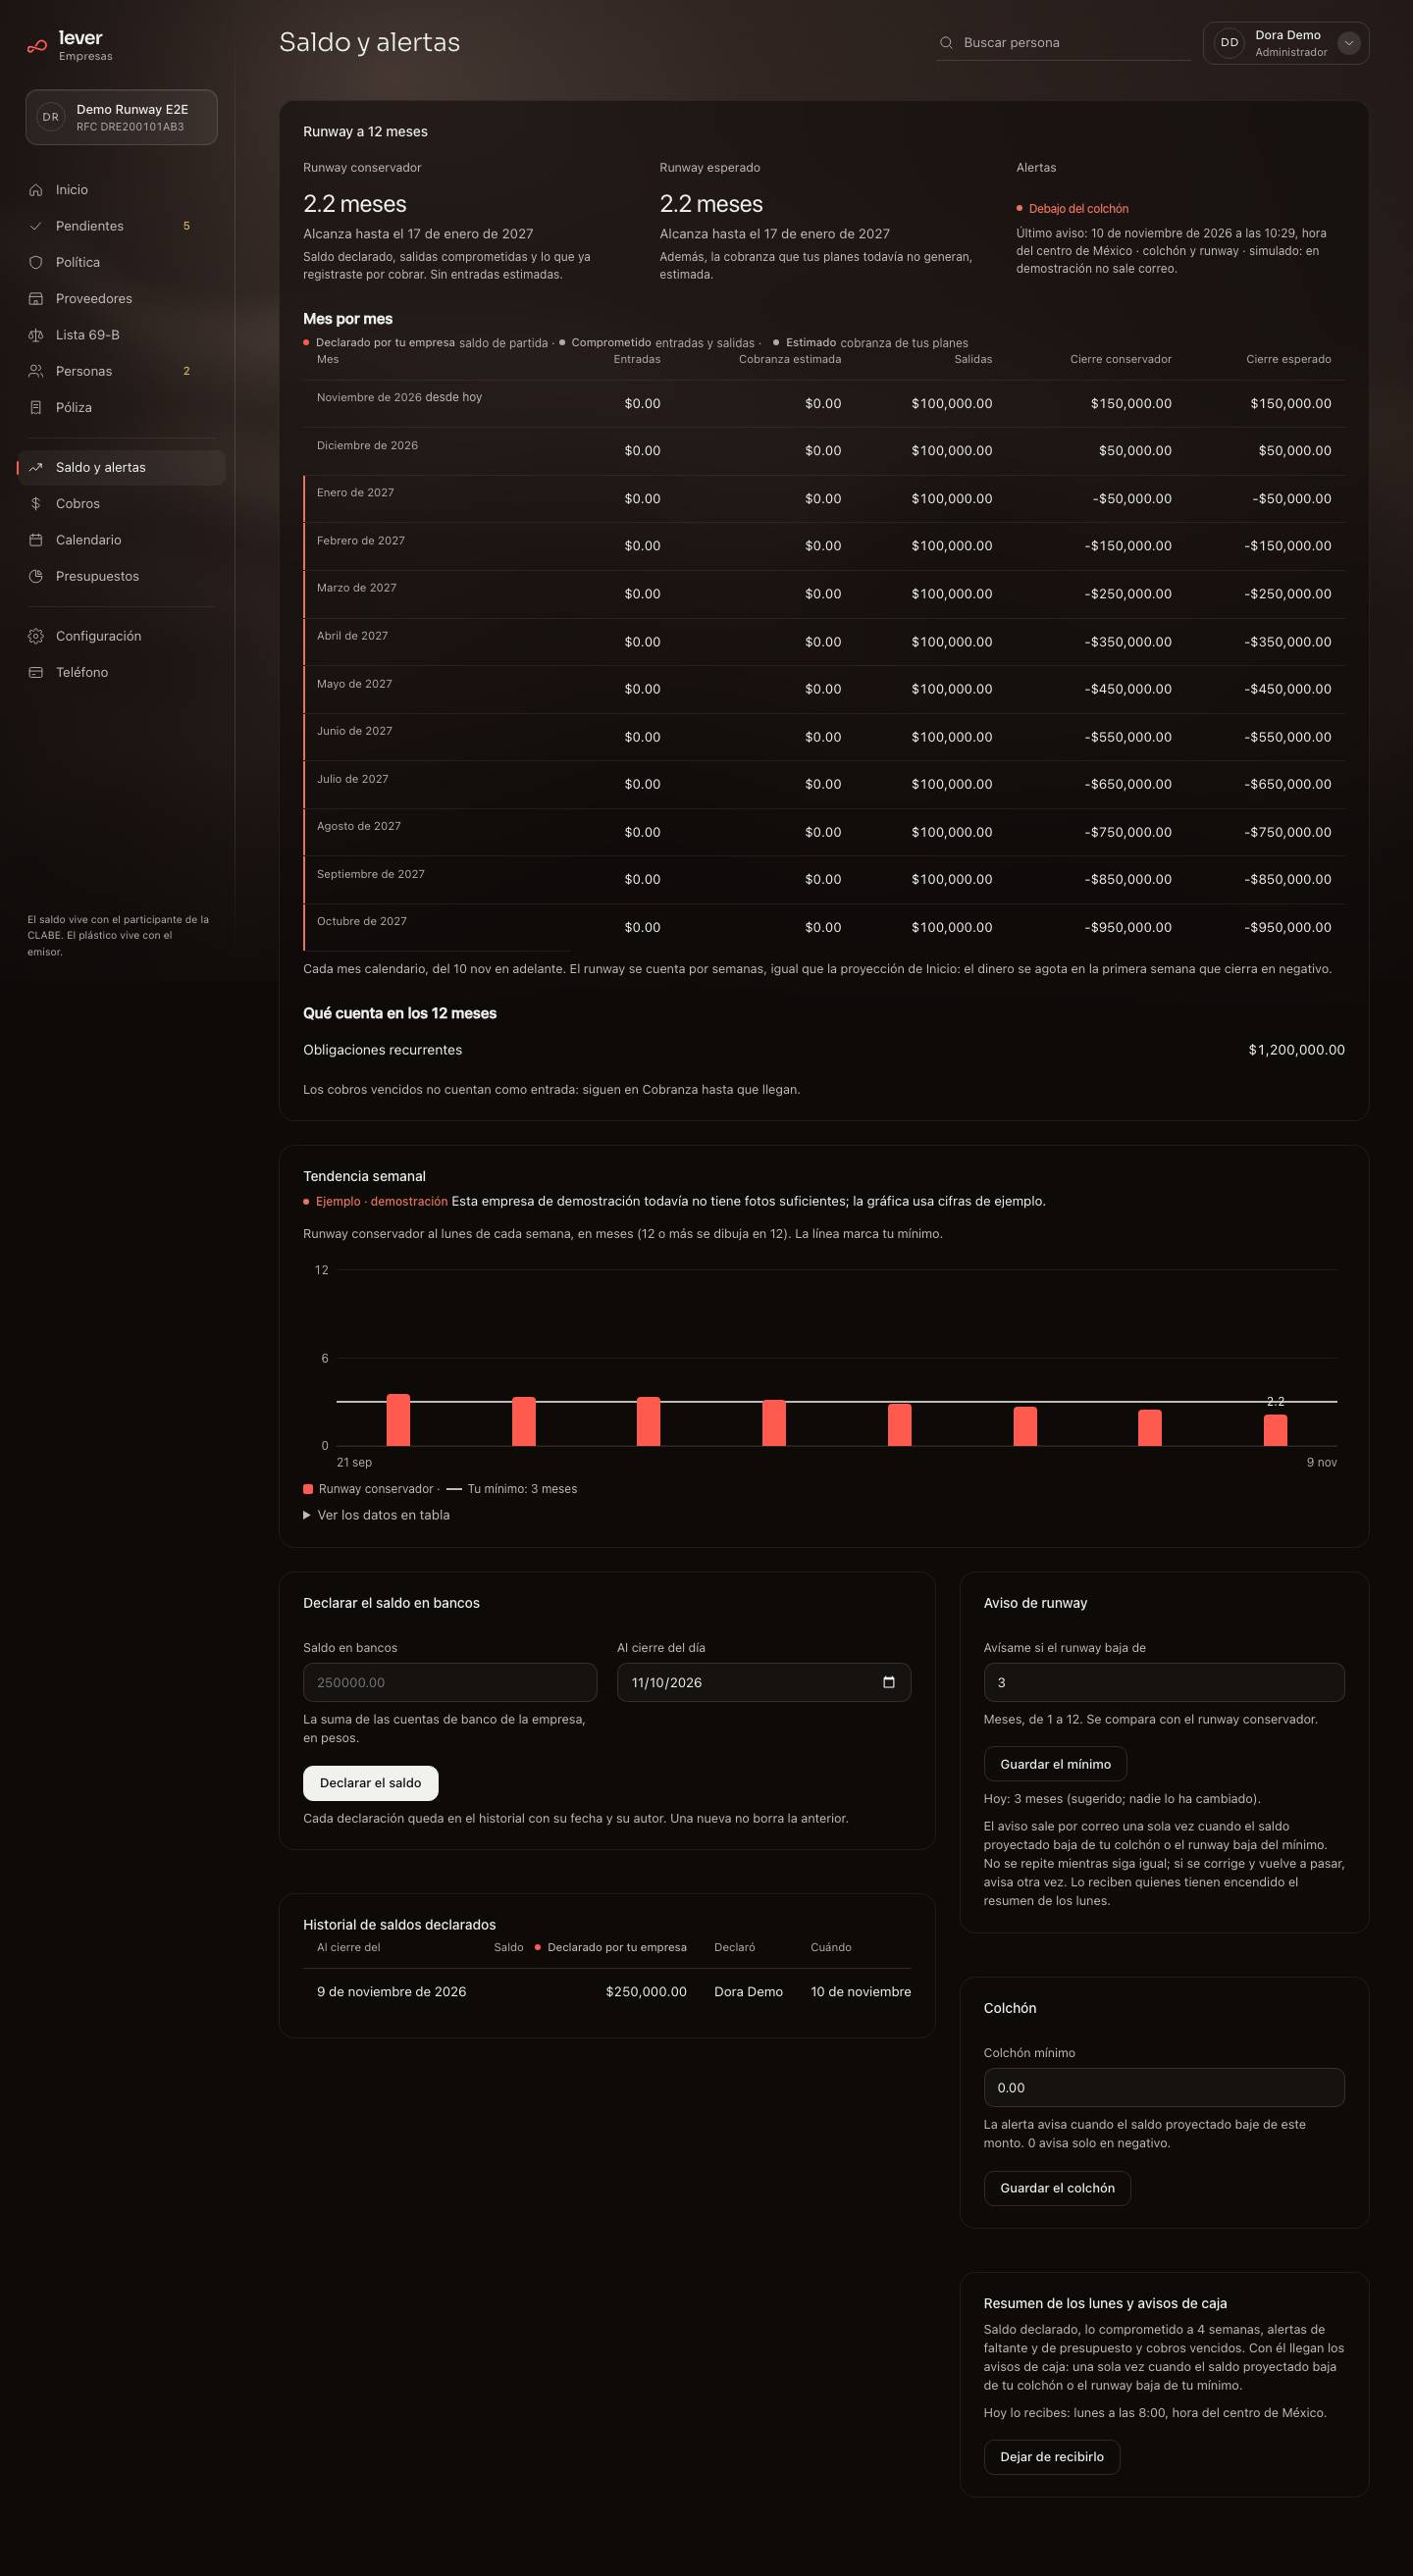 lever
Empresas
DR
Demo Runway E2E
RFC DRE200101AB3
Inicio
Pendientes 5
Política
Proveedores
Lista 69-B
Personas 2
Póliza
Saldo y alertas
Cobros
Calendario
Presupuestos
Configuración
Teléfono
El saldo vive con el participante de la
CLABE. El plástico vive con el
emisor.
Saldo y alertas
Buscar persona
DD
Dora Demo
Administrador
Runway a 12 meses
Runway conservador
2.2 meses
Alcanza hasta el 17 de enero de 2027
Saldo declarado, salidas comprometidas y lo que ya
registraste por cobrar. Sin entradas estimadas.
Runway esperado
2.2 meses
Alcanza hasta el 17 de enero de 2027
Además, la cobranza que tus planes todavía no generan,
estimada.
Alertas
Debajo del colchón
Último aviso: 10 de noviembre de 2026 a las 10:29, hora
del centro de México · colchón y runway · simulado: en
demostración no sale correo.
Mes por mes
Declarado por tu empresa saldo de partida · Comprometido entradas y salidas · Estimado cobranza de tus planes
Mes Entradas Cobranza estimada Salidas Cierre conservador Cierre esperado
Noviembre de 2026 desde hoy $0.00 $0.00 $100,000.00 $150,000.00 $150,000.00
Diciembre de 2026 $0.00 $0.00 $100,000.00 $50,000.00 $50,000.00
Enero de 2027 $0.00 $0.00 $100,000.00 -$50,000.00 -$50,000.00
Febrero de 2027 $0.00 $0.00 $100,000.00 -$150,000.00 -$150,000.00
Marzo de 2027 $0.00 $0.00 $100,000.00 -$250,000.00 -$250,000.00
Abril de 2027 $0.00 $0.00 $100,000.00 -$350,000.00 -$350,000.00
Mayo de 2027 $0.00 $0.00 $100,000.00 -$450,000.00 -$450,000.00
Junio de 2027 $0.00 $0.00 $100,000.00 -$550,000.00 -$550,000.00
Julio de 2027 $0.00 $0.00 $100,000.00 -$650,000.00 -$650,000.00
Agosto de 2027 $0.00 $0.00 $100,000.00 -$750,000.00 -$750,000.00
Septiembre de 2027 $0.00 $0.00 $100,000.00 -$850,000.00 -$850,000.00
Octubre de 2027 $0.00 $0.00 $100,000.00 -$950,000.00 -$950,000.00
Cada mes calendario, del 10 nov en adelante. El runway se cuenta por semanas, igual que la proyección de Inicio: el dinero se agota en la primera semana que cierra en negativo.
Qué cuenta en los 12 meses
Obligaciones recurrentes $1,200,000.00
Los cobros vencidos no cuentan como entrada: siguen en Cobranza hasta que llegan.
Tendencia semanal
Ejemplo · demostración Esta empresa de demostración todavía no tiene fotos suficientes; la gráfica usa cifras de ejemplo.
Runway conservador al lunes de cada semana, en meses (12 o más se dibuja en 12). La línea marca tu mínimo.
12
6
2.2
0
21 sep 9 nov
Runway conservador · Tu mínimo: 3 meses
Ver los datos en tabla
Declarar el saldo en bancos
Saldo en bancos
250000.00
La suma de las cuentas de banco de la empresa,
en pesos.
Al cierre del día
11/10/2026
Declarar el saldo
Cada declaración queda en el historial con su fecha y su autor. Una nueva no borra la anterior.
Historial de saldos declarados
Al cierre del Saldo Declarado por tu empresa Declaró Cuándo
9 de noviembre de 2026 $250,000.00 Dora Demo 10 de noviembre
Aviso de runway
Avísame si el runway baja de
3
Meses, de 1 a 12. Se compara con el runway conservador.
Guardar el mínimo
Hoy: 3 meses (sugerido; nadie lo ha cambiado).
El aviso sale por correo una sola vez cuando el saldo
proyectado baja de tu colchón o el runway baja del mínimo.
No se repite mientras siga igual; si se corrige y vuelve a pasar,
avisa otra vez. Lo reciben quienes tienen encendido el
resumen de los lunes.
Colchón
Colchón mínimo
0.00
La alerta avisa cuando el saldo proyectado baje de este
monto. 0 avisa solo en negativo.
Guardar el colchón
Resumen de los lunes y avisos de caja
Saldo declarado, lo comprometido a 4 semanas, alertas de
faltante y de presupuesto y cobros vencidos. Con él llegan los
avisos de caja: una sola vez cuando el saldo proyectado baja
de tu colchón o el runway baja de tu mínimo.
Hoy lo recibes: lunes a las 8:00, hora del centro de México.
Dejar de recibirlo